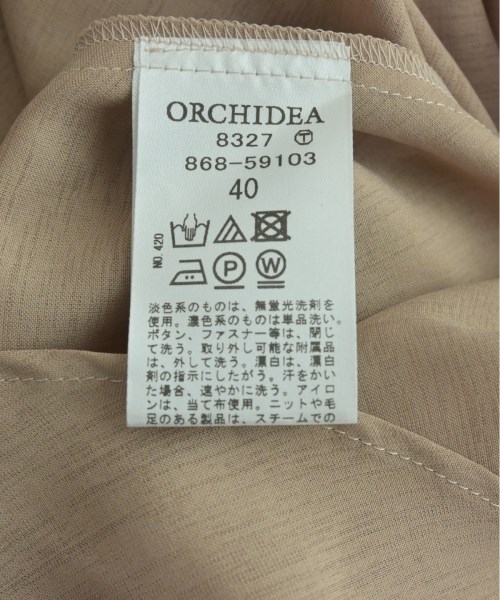 ORCHIDEA
8327 Ⓣ
868-59103
40
NO.420
P W
淡色系のものは、無蛍光洗剤を
使用。濃色系のものは単品洗い。
ボタン、ファスナー等は、閉じ
て洗う。取り外し可能な附属品
は、外して洗う。漂白は、漂白
剤の指示にしたがう。汗をかい
た場合、速やかに洗う。アイロ
ンは、当て布使用。ニットや毛
足のある製品は、スチームでの